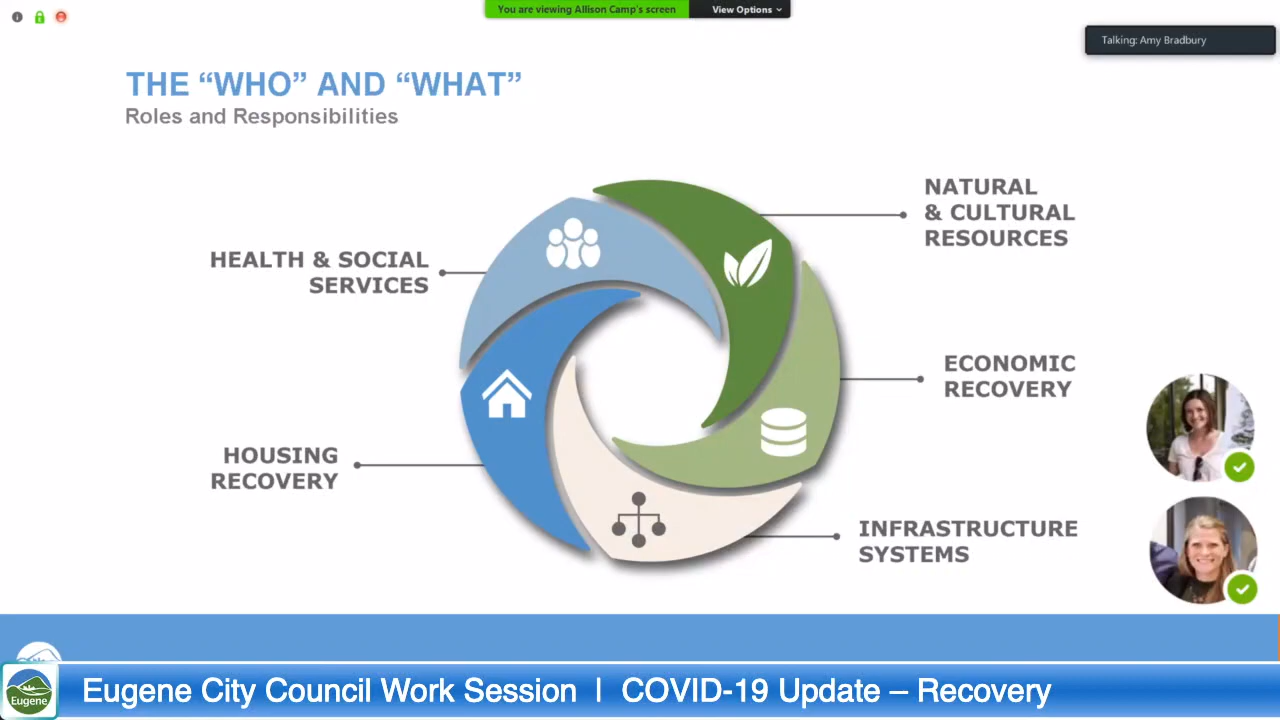 You are viewing Allison Camp's screen View Options
Talking: Amy Bradbury
THE “WHO” AND “WHAT”
Roles and Responsibilities
NATURAL
& CULTURAL
RESOURCES
HEALTH & SOCIAL
SERVICES
ECONOMIC
RECOVERY
HOUSING
RECOVERY
INFRASTRUCTURE
SYSTEMS
Eugene
Eugene City Council Work Session | COVID-19 Update – Recovery